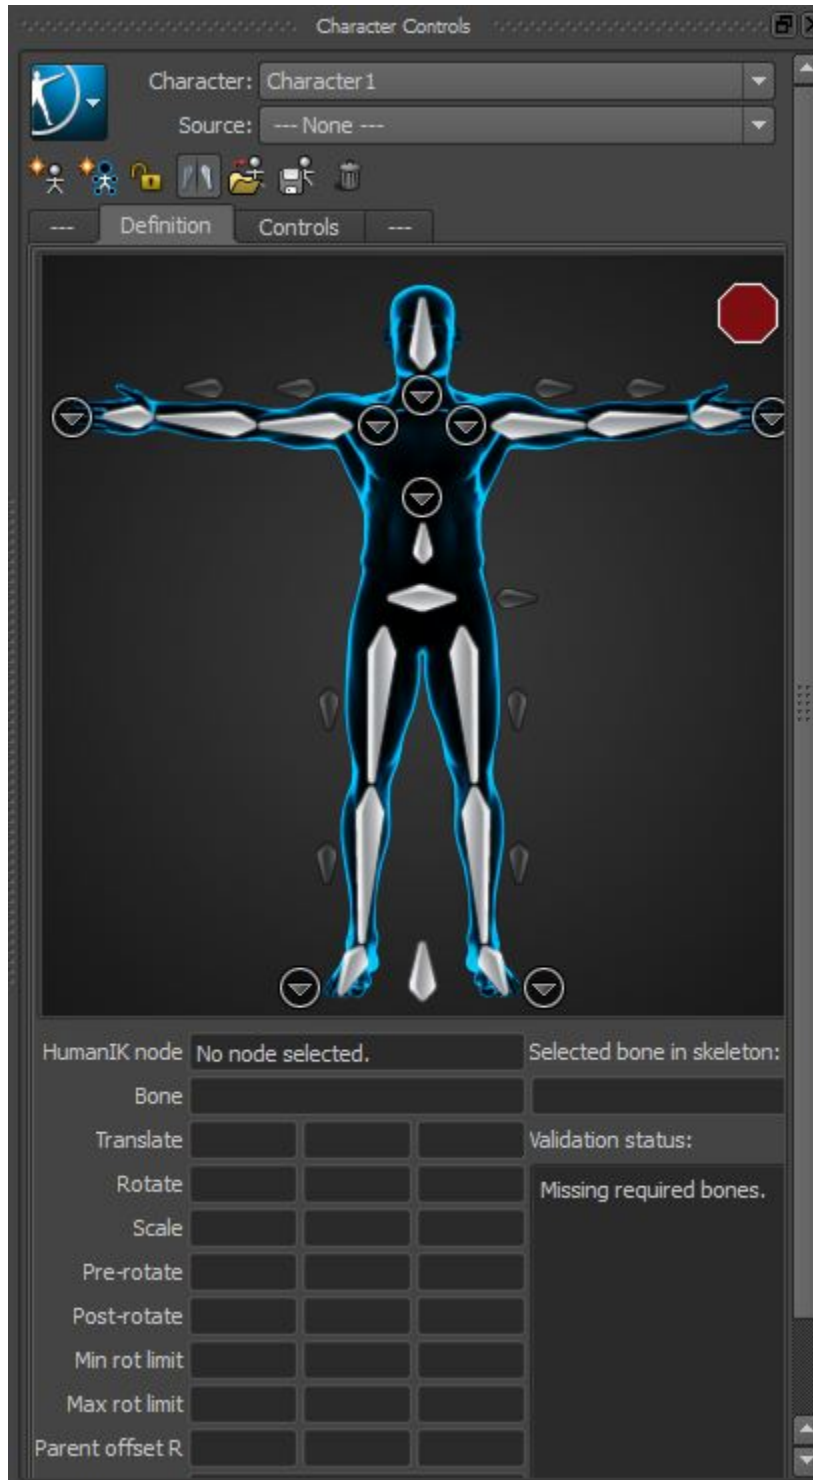 Character Controls
Character: Character1
Source: --- None ---
--- Definition Controls ---
HumanIK node No node selected. Selected bone in skeleton:
Bone
Translate Validation status:
Rotate Missing required bones.
Scale
Pre-rotate
Post-rotate
Min rot limit
Max rot limit
Parent offset R